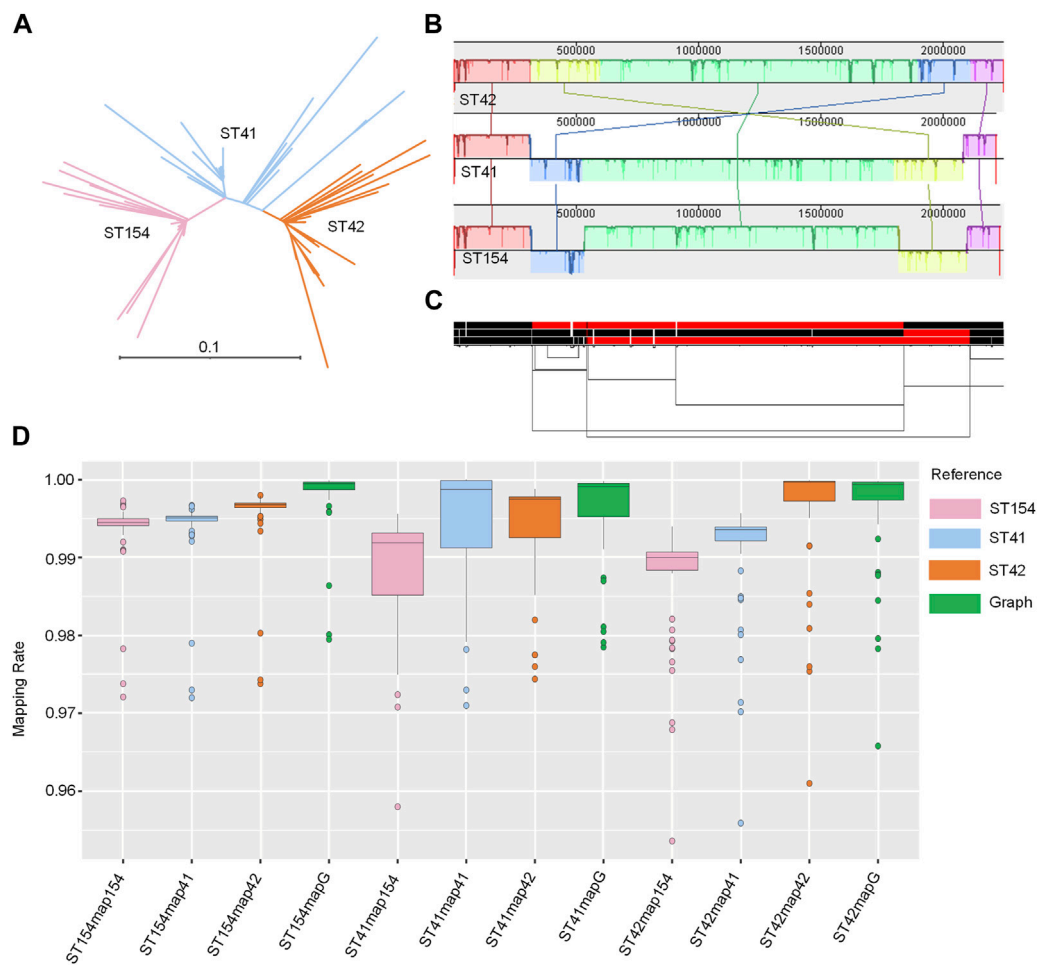 A
ST41
ST154
ST42
0.1
B
500000 1000000 1500000 2000000
ST42
500000 1000000 1500000 2000000
ST41
500000 1000000 1500000 2000000
ST154
C
D
Mapping Rate
1.00
0.99
0.98
0.97
0.96
ST154map154
ST154map41
ST154map42
ST154mapG
ST41map154
ST41map41
ST41map42
ST41mapG
ST42map154
ST42map41
ST42map42
ST42mapG
Reference
ST154
ST41
ST42
Graph